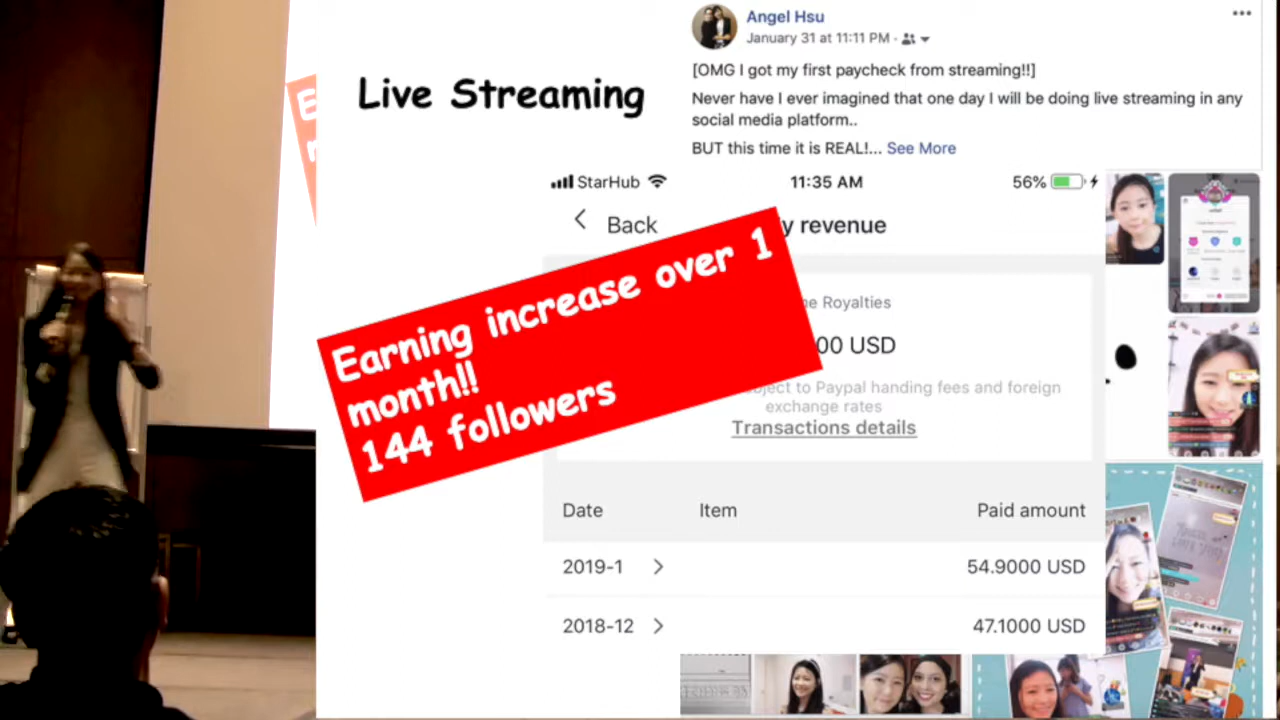 Live Streaming
Angel Hsu
January 31 at 11:11 PM
[OMG I got my first paycheck from streaming!!]
Never have I ever imagined that one day I will be doing live streaming in any
social media platform..
BUT this time it is REAL!... See More
StarHub 11:35 AM 56%
Back y revenue
Earning increase over 1
month!!
144 followers
ne Royalties
00 USD
ject to Paypal handing fees and foreign
exchange rates
Transactions details
Date Item Paid amount
2019-1 > 54.9000 USD
2018-12 > 47.1000 USD